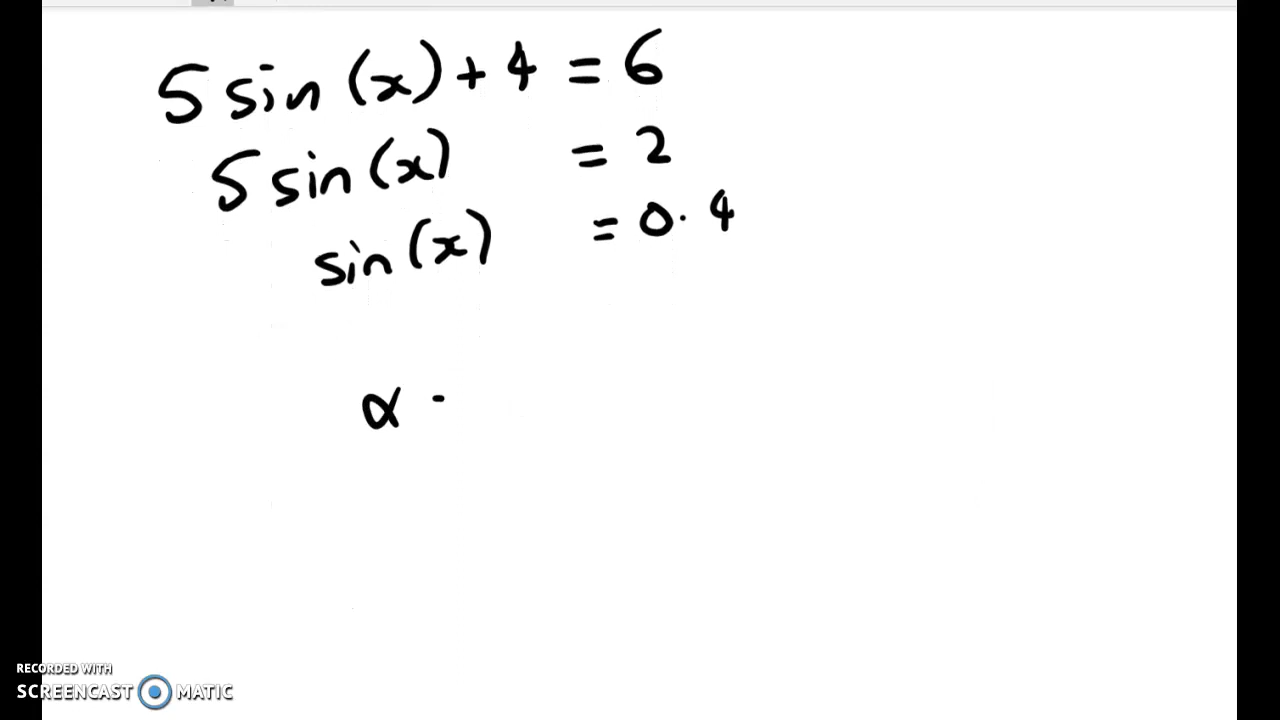 5 sin (x) + 4 = 6
5 sin (x) = 2
sin (x) = 0.4
α -
RECORDED WITH
SCREENCAST MATIC